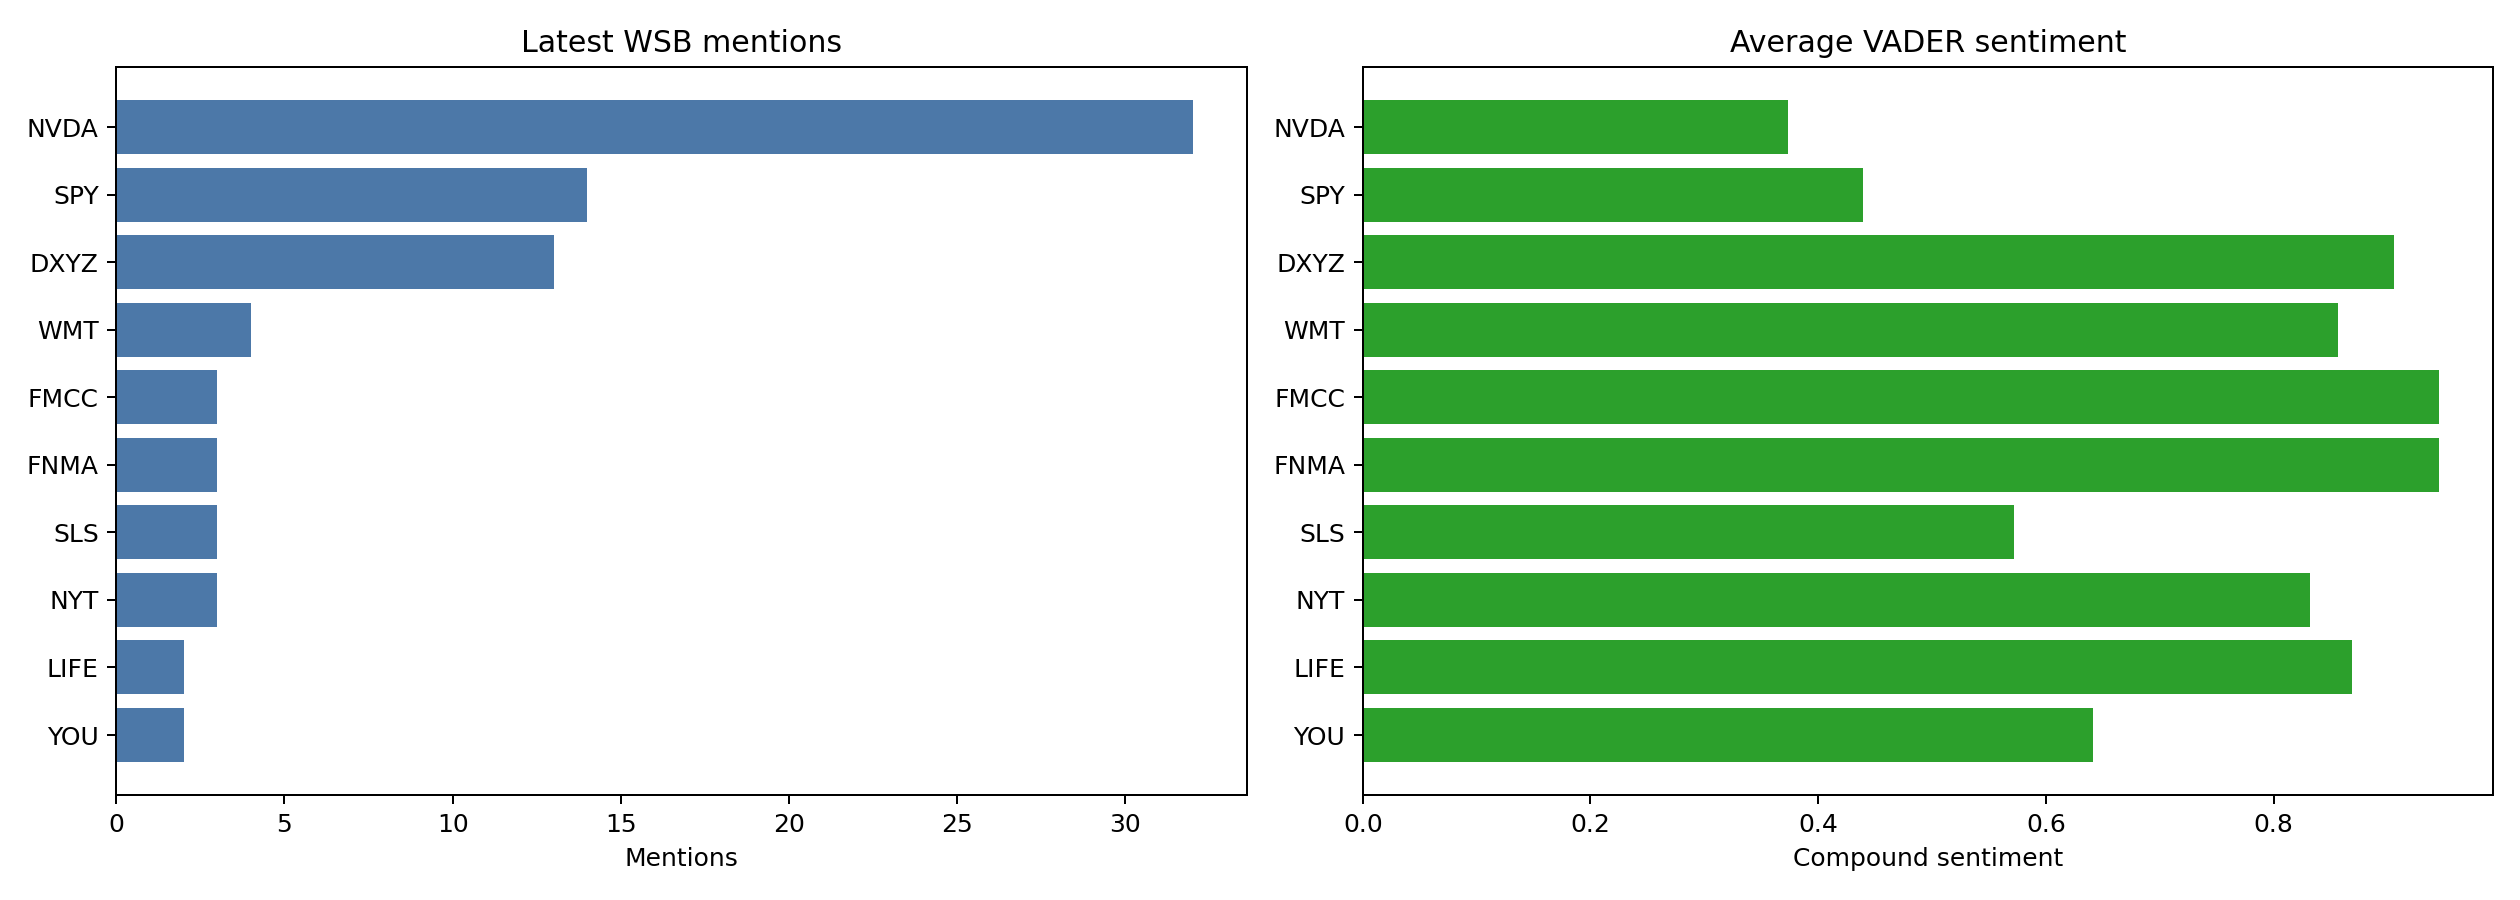 Latest WSB mentions
NVDA
SPY
DXYZ
WMT
FMCC
FNMA
SLS
NYT
LIFE
YOU
0 5 10 15 20 25 30
Mentions
Average VADER sentiment
NVDA
SPY
DXYZ
WMT
FMCC
FNMA
SLS
NYT
LIFE
YOU
0.0 0.2 0.4 0.6 0.8
Compound sentiment